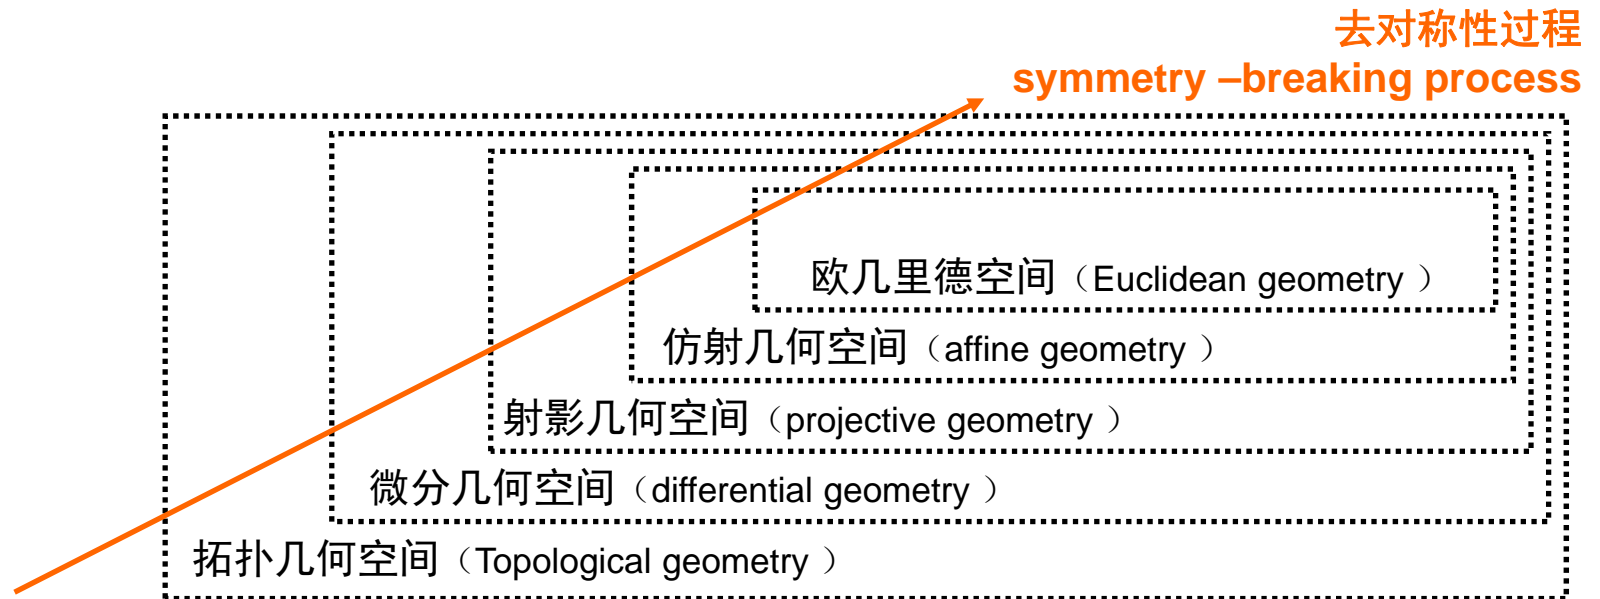 去对称性过程
symmetry –breaking process
欧几里德空间（Euclidean geometry ）
仿射几何空间（affine geometry ）
射影几何空间（projective geometry ）
微分几何空间（differential geometry ）
拓扑几何空间（Topological geometry ）